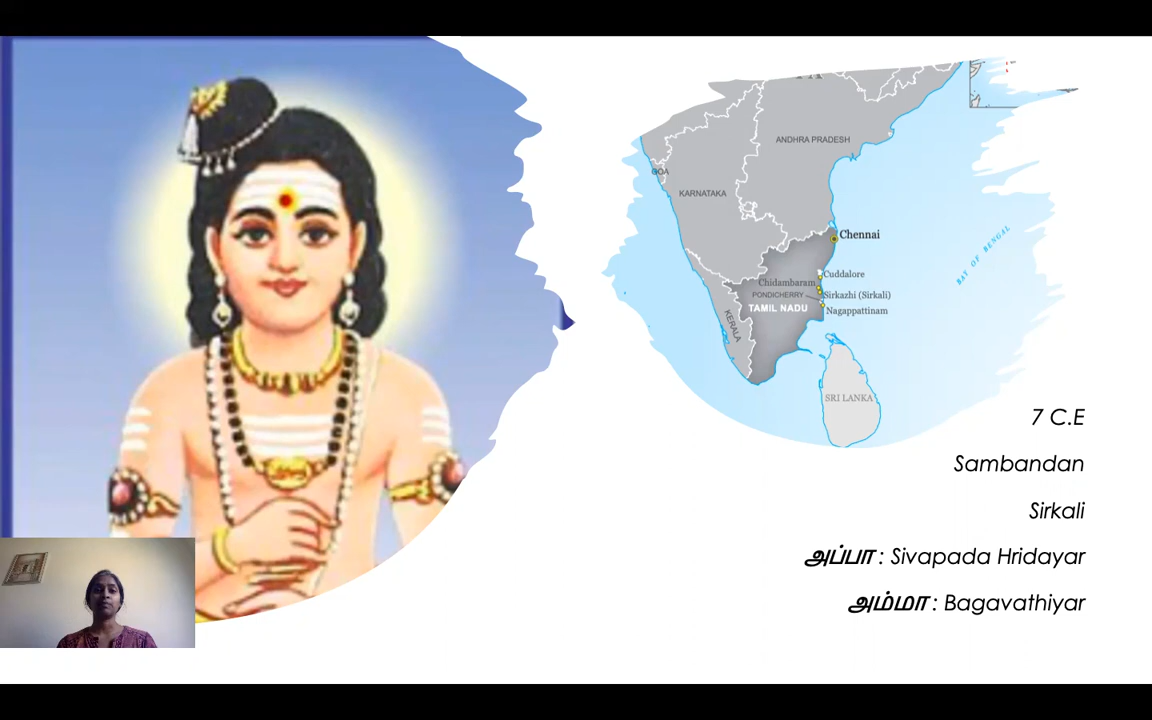 GOA
KARNATAKA
ANDHRA PRADESH
Chennai
Cuddalore
Chidambaram
PONDICHERRY
Sirkazhi (Sirkali)
TAMIL NADU
Nagappattinam
KERALA
SRI LANKA
BAY OF BENGAL
7 C.E
Sambandan
Sirkali
அப்பா : Sivapada Hridayar
அம்மா : Bagavathiyar